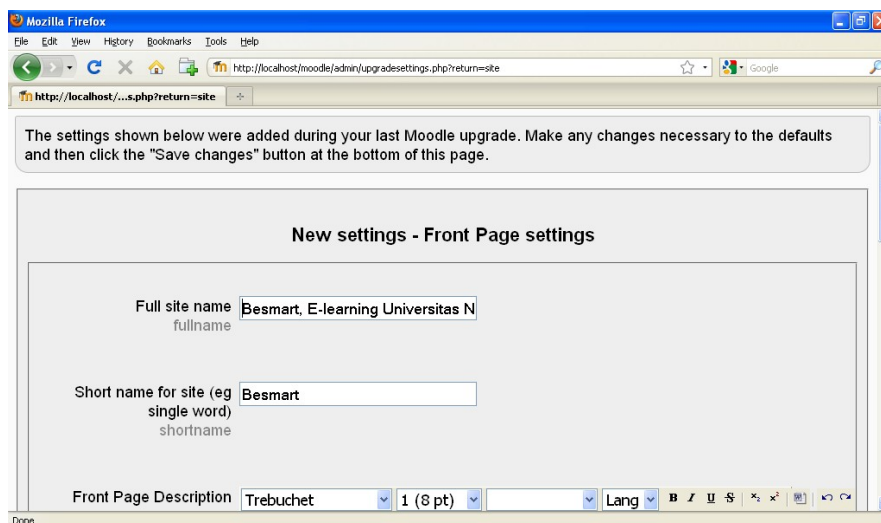 Mozilla Firefox
File Edit View History Bookmarks Tools Help
http://localhost/moodle/admin/upgradesettings.php?return=site
Google
http://localhost/...s.php?return=site
The settings shown below were added during your last Moodle upgrade. Make any changes necessary to the defaults
and then click the "Save changes" button at the bottom of this page.
New settings - Front Page settings
Full site name Besmart, E-learning Universitas N
fullname
Short name for site (eg Besmart
single word)
shortname
Front Page Description Trebuchet 1 (8 pt) Lang B I U S x₂ x²
Done